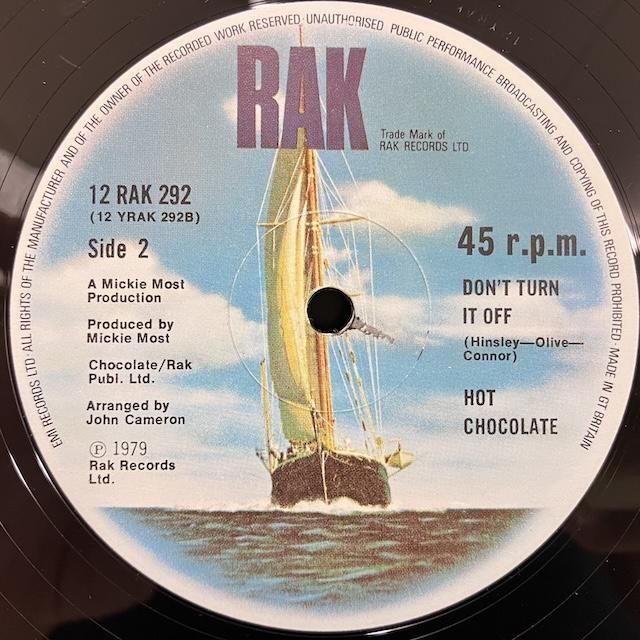 EMI RECORDS LTD · ALL RIGHTS OF THE MANUFACTURER AND OF THE OWNER OF THE RECORDED WORK RESERVED · UNAUTHORISED PUBLIC PERFORMANCE BROADCASTING AND COPYING OF THIS RECORD PROHIBITED · MADE IN GT BRITAIN
RAK
Trade Mark of
RAK RECORDS LTD.
12 RAK 292
(12 YRAK 292B)
Side 2
45 r.p.m.
A Mickie Most
Production
Produced by
Mickie Most
Chocolate/Rak
Publ. Ltd.
Arranged by
John Cameron
℗ 1979
Rak Records
Ltd.
DON'T TURN
IT OFF
(Hinsley—Olive—
Connor)
HOT
CHOCOLATE